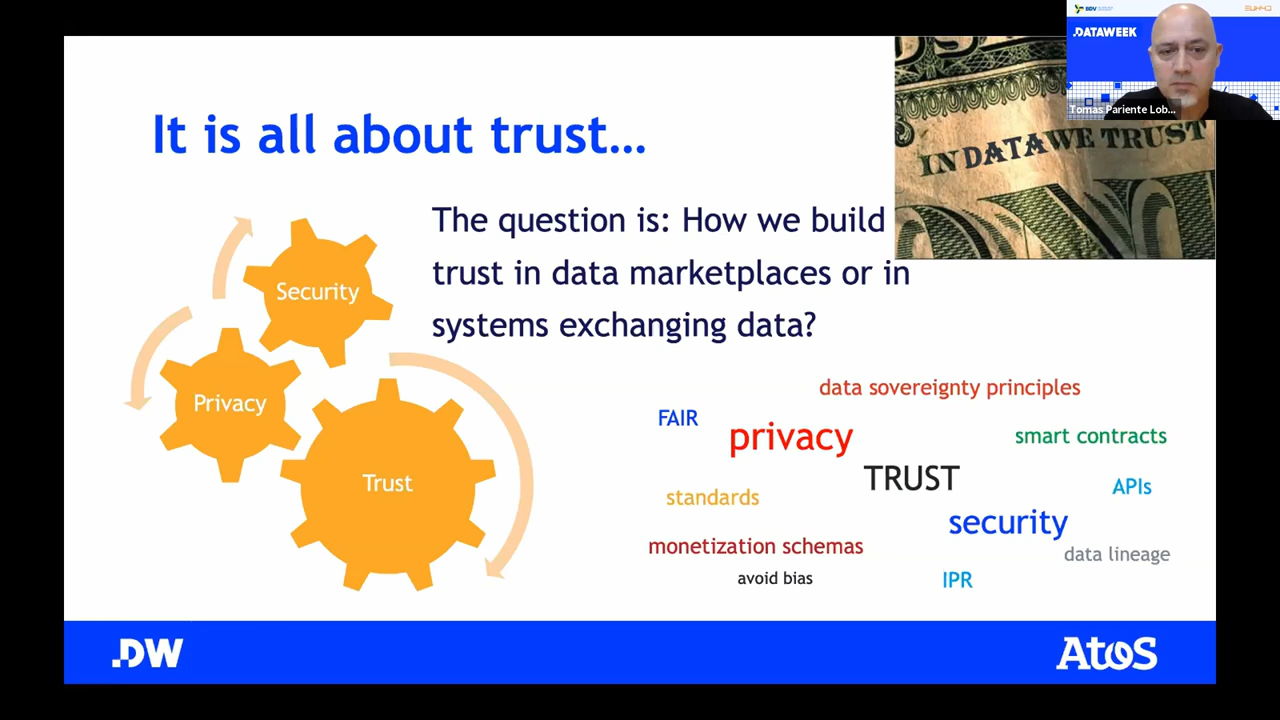 BDV
.DATAWEEK
Tomas Pariente Lob...
It is all about trust...
IN DATA WE TRUST
The question is: How we build
trust in data marketplaces or in
systems exchanging data?
Security
Privacy
Trust
data sovereignty principles
FAIR
privacy
smart contracts
TRUST
APIs
standards
security
monetization schemas
data lineage
avoid bias
IPR
.DW
Atos